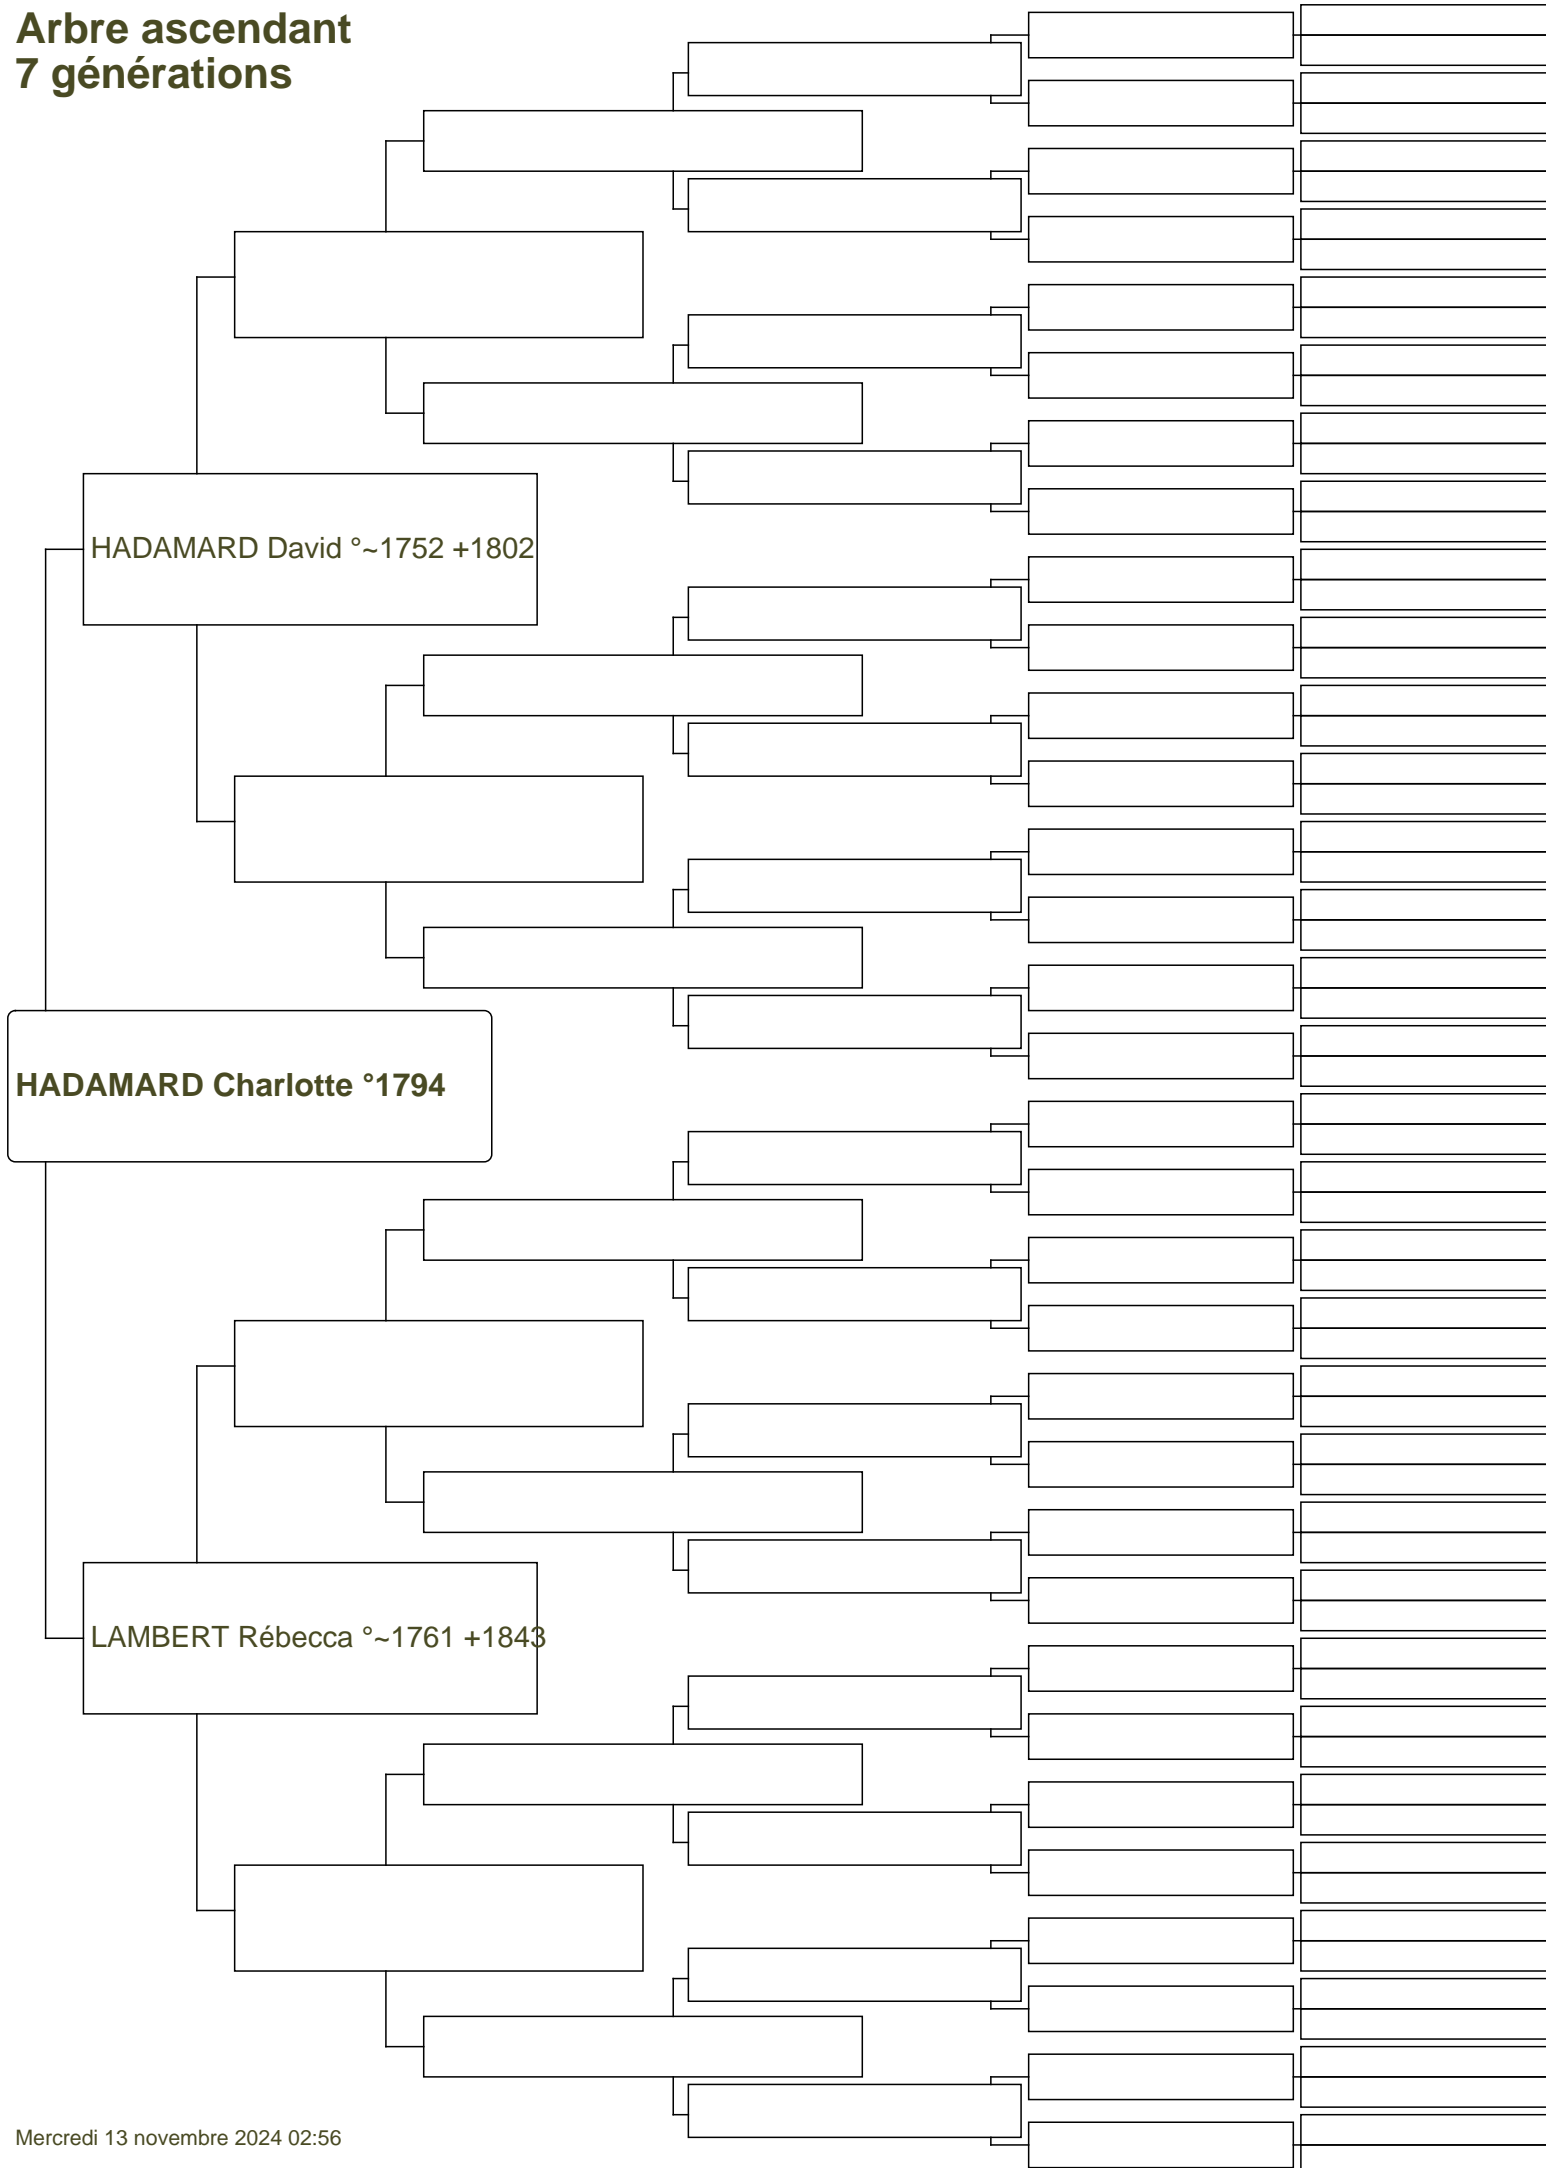 Arbre ascendant
7 générations
HADAMARD David °~1752 +1802
HADAMARD Charlotte °1794
LAMBERT Rébecca °~1761 +1843
Mercredi 13 novembre 2024 02:56